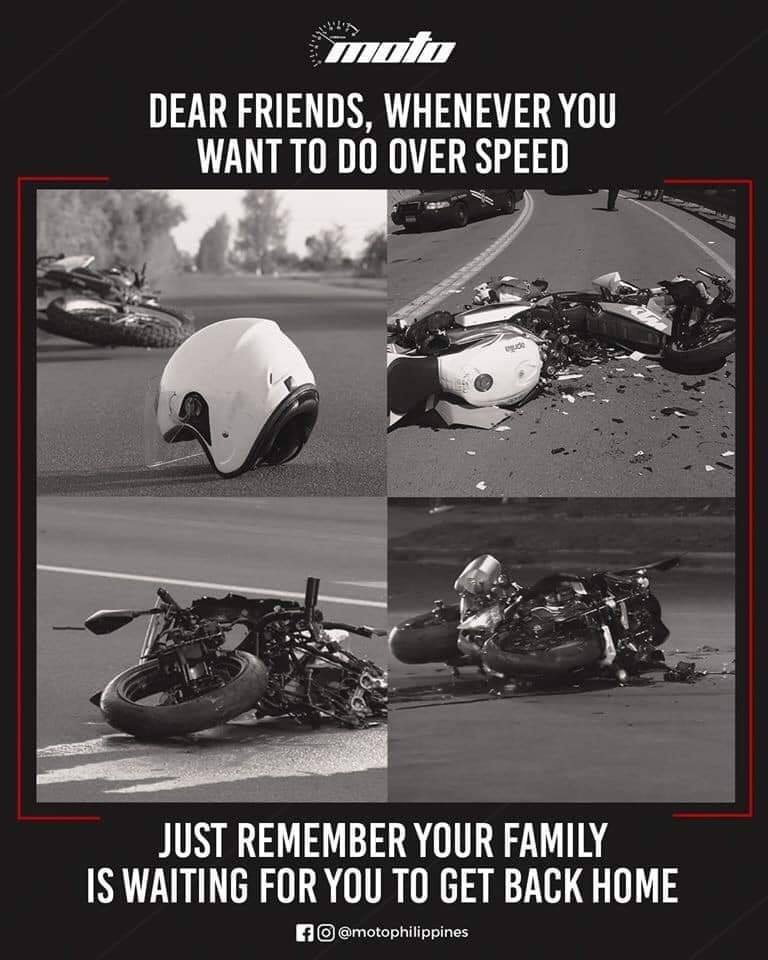 moto
DEAR FRIENDS, WHENEVER YOU
WANT TO DO OVER SPEED
aprilia
JUST REMEMBER YOUR FAMILY
IS WAITING FOR YOU TO GET BACK HOME
@motophilippines